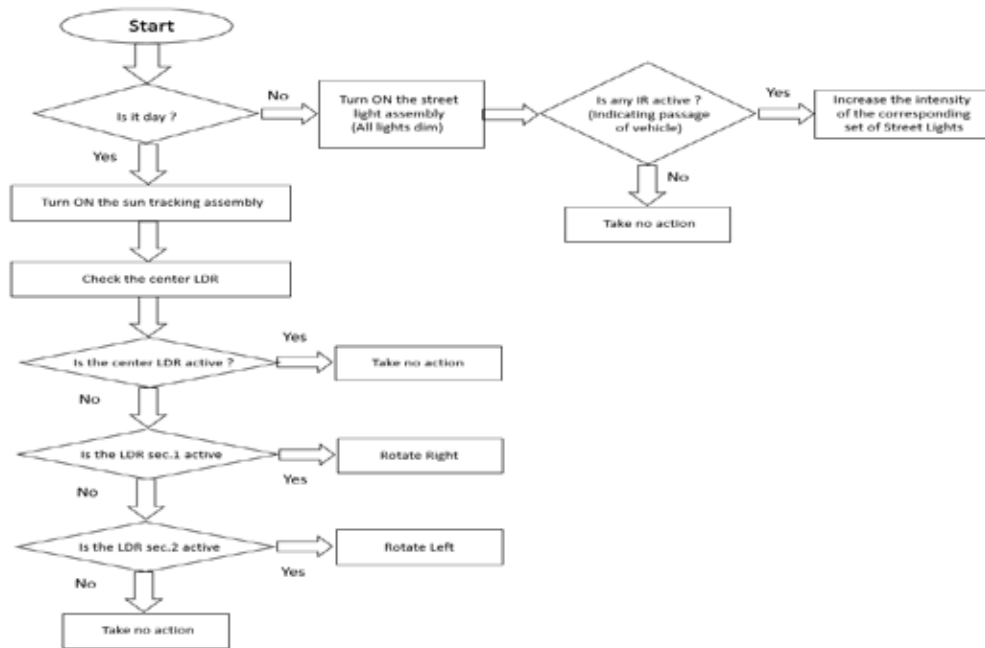 Start
Is it day ?
No
Turn ON the street
light assembly
(All lights dim)
Is any IR active ?
(Indicating passage
of vehicle)
Yes
Increase the intensity
of the corresponding
set of Street Lights
No
Take no action
Yes
Turn ON the sun tracking assembly
Check the center LDR
Is the center LDR active ?
Yes
Take no action
No
Is the LDR sec.1 active
Yes
Rotate Right
No
Is the LDR sec.2 active
Yes
Rotate Left
No
Take no action